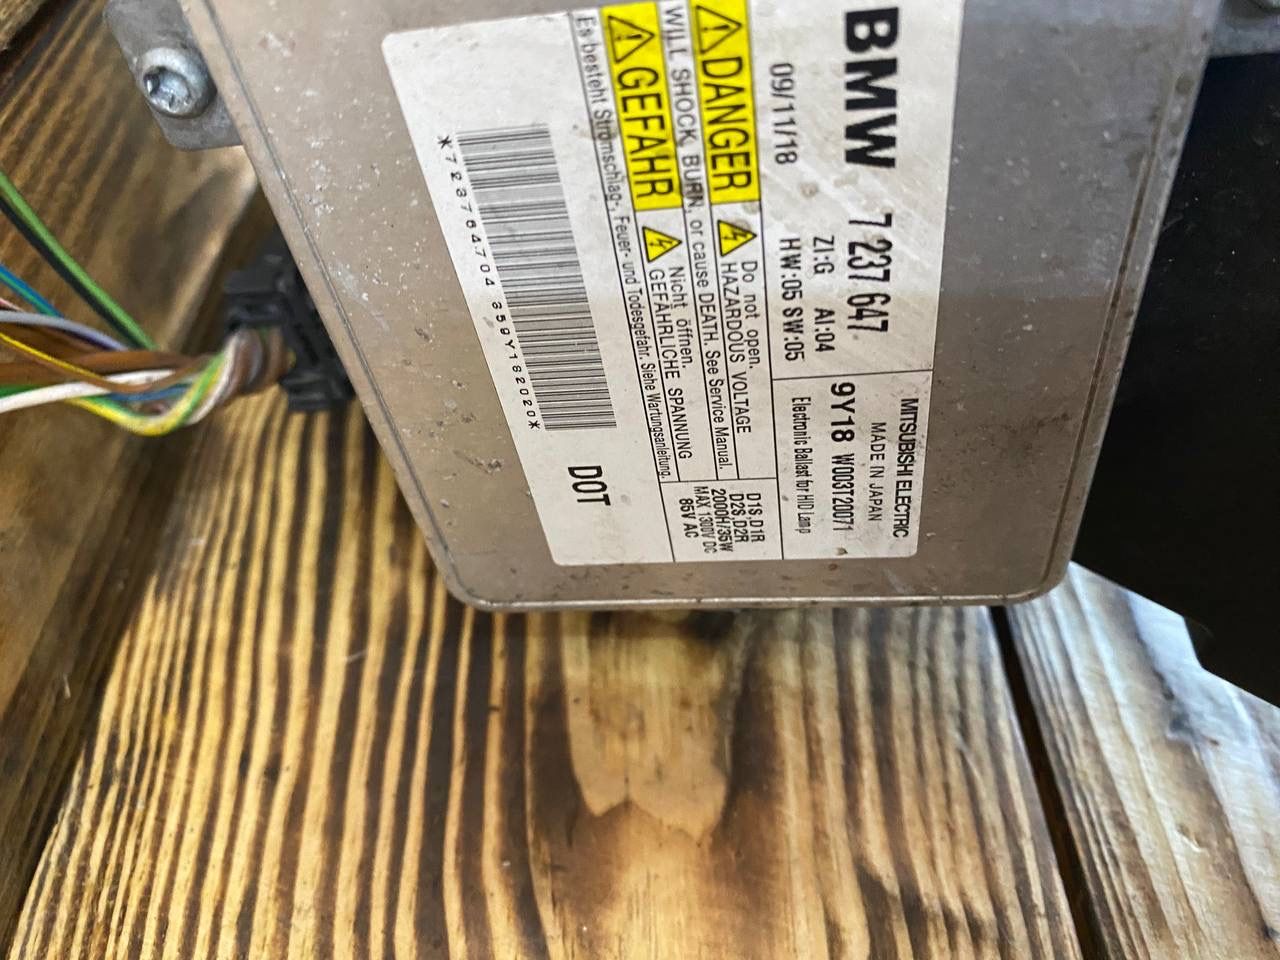 BMW 7 237 647
09/11/18 ZI:G AI:04
HW:05 SW:05
MITSUBISHI ELECTRIC
MADE IN JAPAN
9Y18 W003T20071
Electronic Ballast for HID Lamp
DANGER Do not open.
HAZARDOUS VOLTAGE
WILL SHOCK, BURN, or cause DEATH. See Service Manual.
GEFAHR Nicht öffnen.
GEFÄHRLICHE SPANNUNG
Es besteht Stromschlag-, Feuer- und Todesgefahr. Siehe Wartungsanleitung.
D1S,D1R
D2S,D2R
2000H/35W
MAX 1300V DC
85V AC
DOT
*723764704 359Y182020*